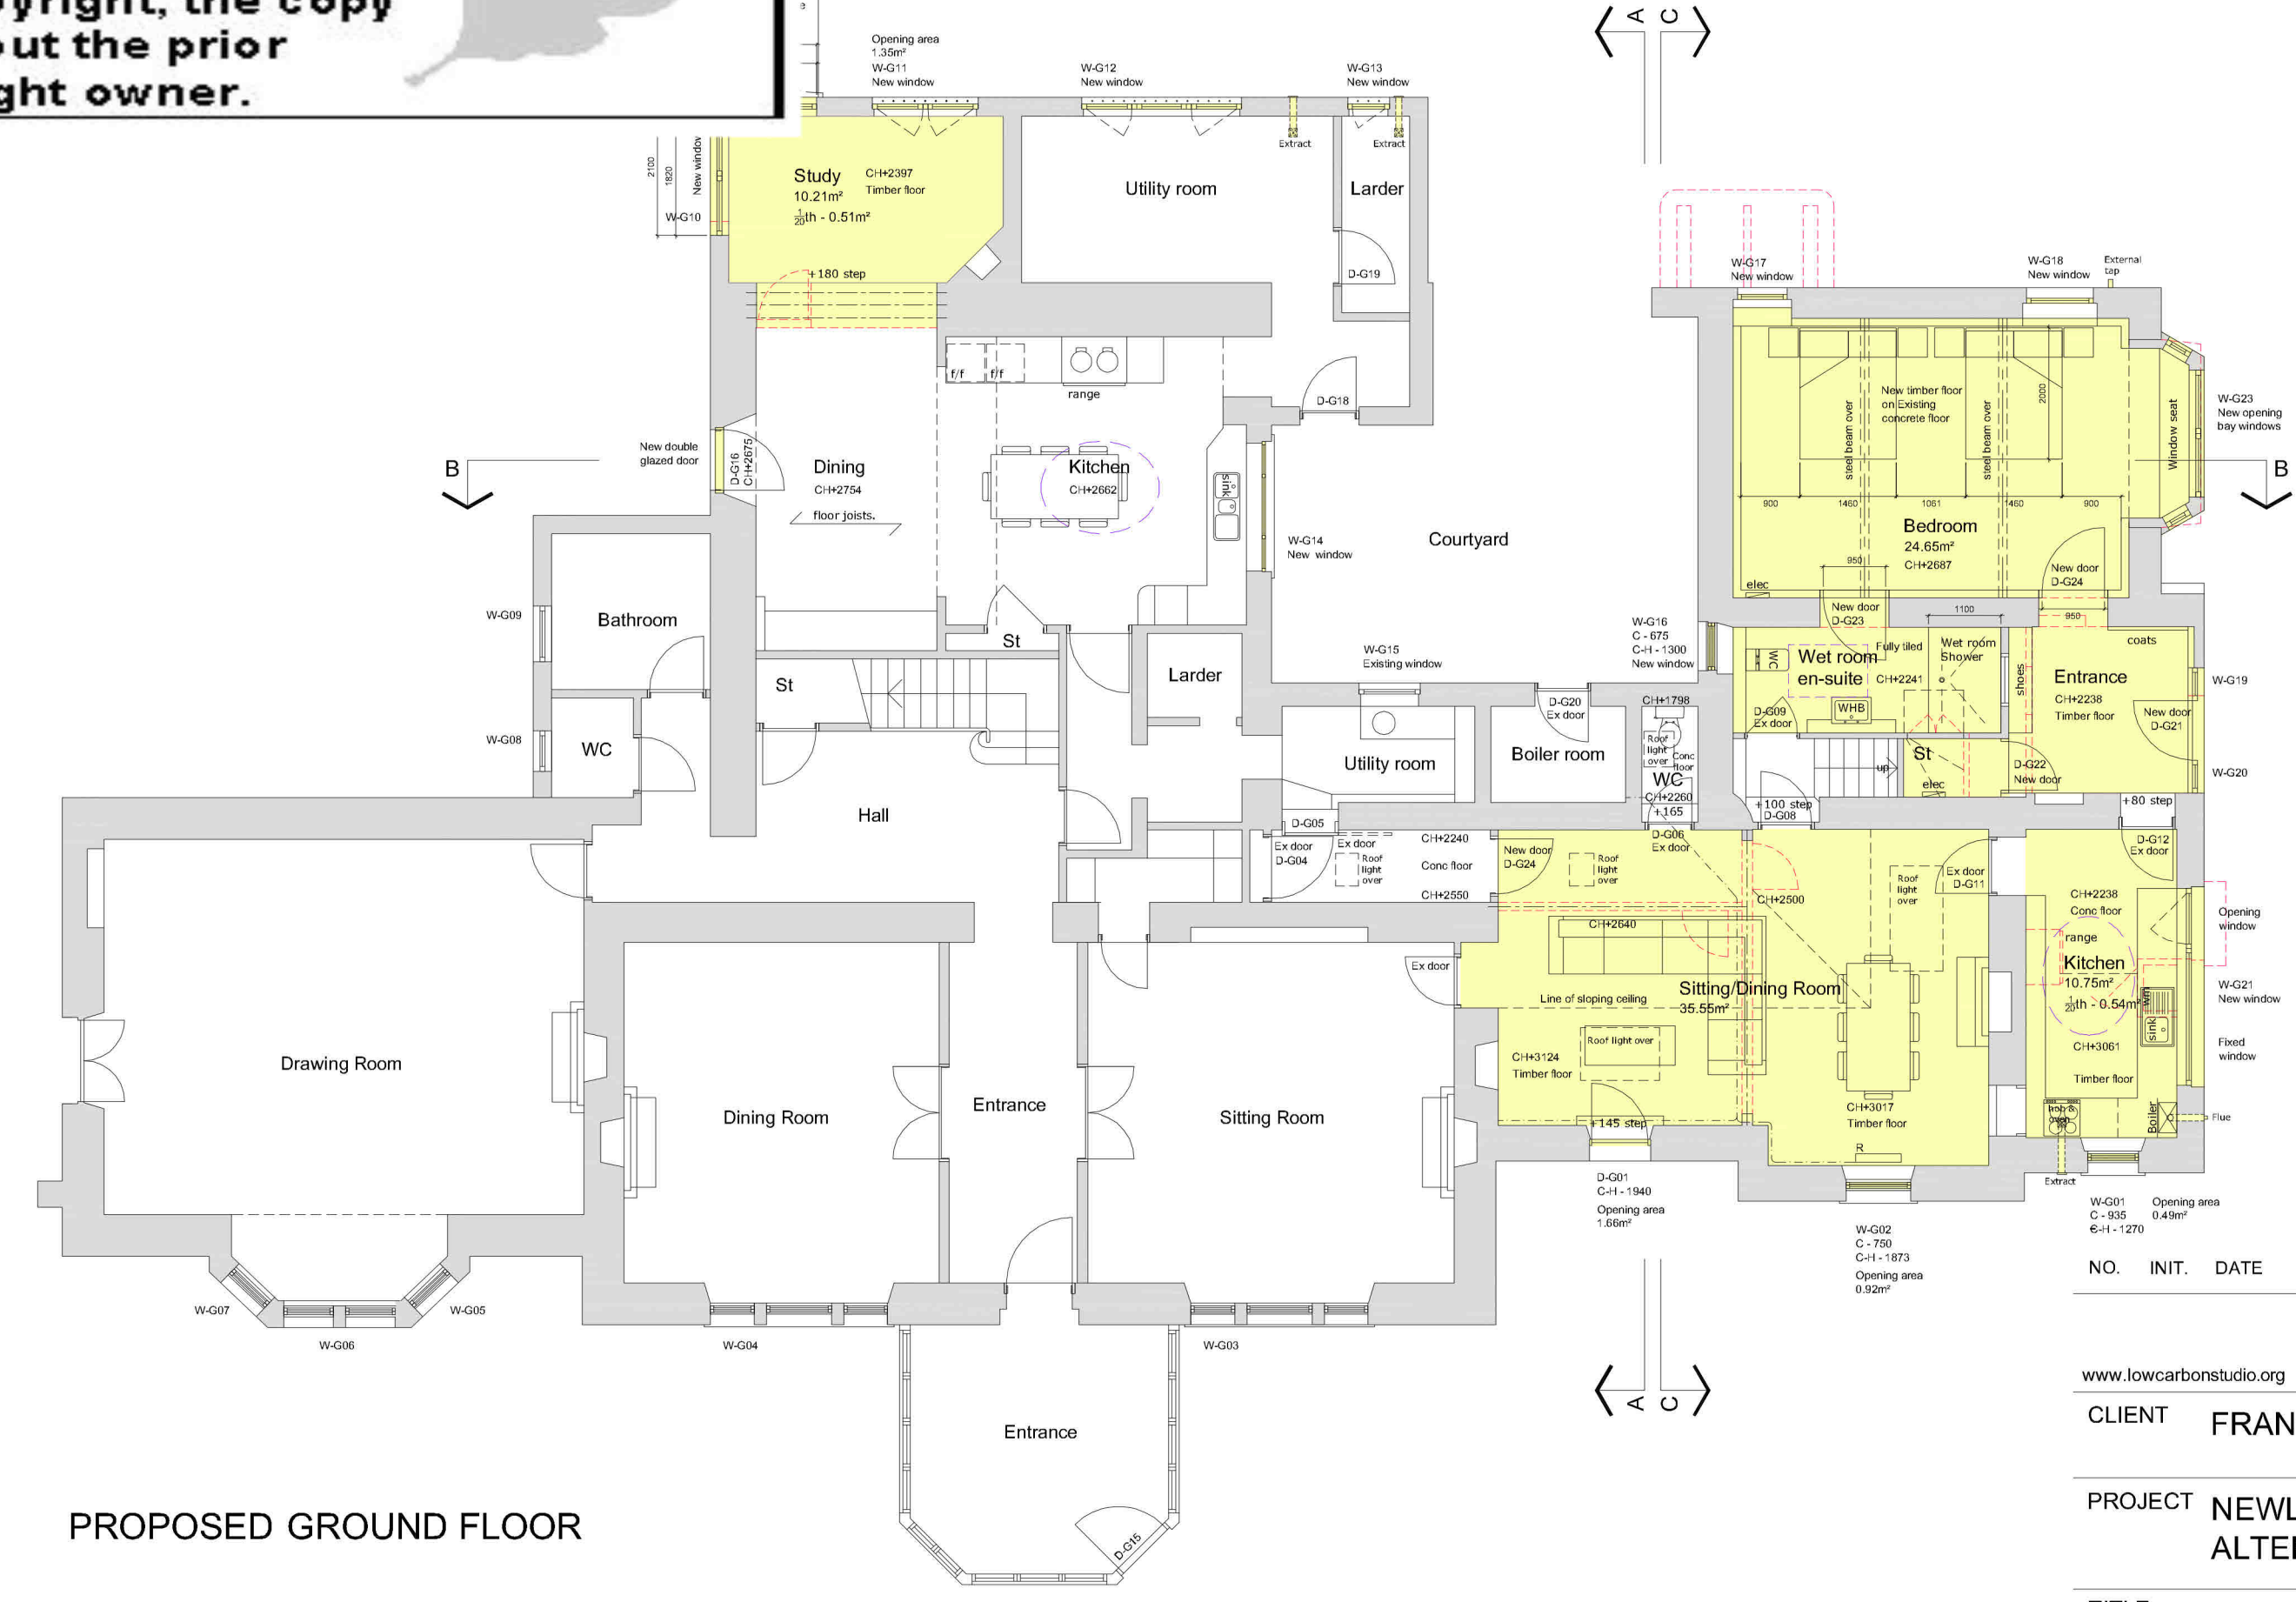 yright, the copy
out the prior
ght owner.
Opening area
1.35m²
W-G11
New window
W-G12
New window
W-G13
New window
A C
2100
1820
New window
W-G10
Study
10.21m²
1/20th - 0.51m²
CH+2397
Timber floor
+180 step
Utility room
Extract
Extract
Larder
D-G19
W-G17
New window
W-G18
New window
External
tap
f/f
f/f
range
D-G18
B
New double
glazed door
D-G16
CH+2675
Dining
CH+2754
floor joists.
Kitchen
CH+2662
sink
W-G14
New window
Courtyard
steel beam over
New timber floor
on Existing
concrete floor
steel beam over
2000
Window seat
W-G23
New opening
bay windows
B
900
1460
1061
1460
900
Bedroom
24.65m²
CH+2687
950
elec
New door
D-G24
New door
D-G23
1100
950
W-G09
Bathroom
St
St
Larder
W-G15
Existing window
W-G16
C - 675
C-H - 1300
New window
WC
Wet room
en-suite
Fully tiled
CH+2241
Wet room
Shower
shoes
coats
Entrance
CH+2238
Timber floor
New door
D-G21
W-G19
W-G20
W-G08
WC
Hall
Utility room
D-G20
Ex door
Boiler room
CH+1798
Roof
light
over
Conc
floor
WC
CH+2260
+165
D-G09
Ex door
WHB
up
St
elec
D-G22
New door
+100 step
D-G08
+80 step
D-G05
Ex door
D-G04
Ex door
Roof
light
over
CH+2240
Conc floor
CH+2550
New door
D-G24
Roof
light
over
D-G06
Ex door
CH+2500
Roof
light
over
Ex door
D-G11
D-G12
Ex door
CH+2238
Conc floor
Opening
window
CH+2640
Ex door
Line of sloping ceiling
Sitting/Dining Room
35.55m²
range
Kitchen
10.75m²
1/20th - 0.54m²
wm
sink
W-G21
New window
Fixed
window
Roof light over
CH+3124
Timber floor
CH+3061
Timber floor
Drawing Room
Dining Room
Entrance
Sitting Room
CH+3017
Timber floor
+145 step
R
hob &
oven
Boiler
Flue
Extract
D-G01
C-H - 1940
Opening area
1.66m²
W-G02
C - 750
C-H - 1873
Opening area
0.92m²
W-G01
C - 935
C-H - 1270
Opening area
0.49m²
NO. INIT. DATE
W-G07
W-G06
W-G05
W-G04
W-G03
A C
Entrance
D-G15
www.lowcarbonstudio.org
CLIENT FRAN
PROJECT NEWL
ALTE
PROPOSED GROUND FLOOR